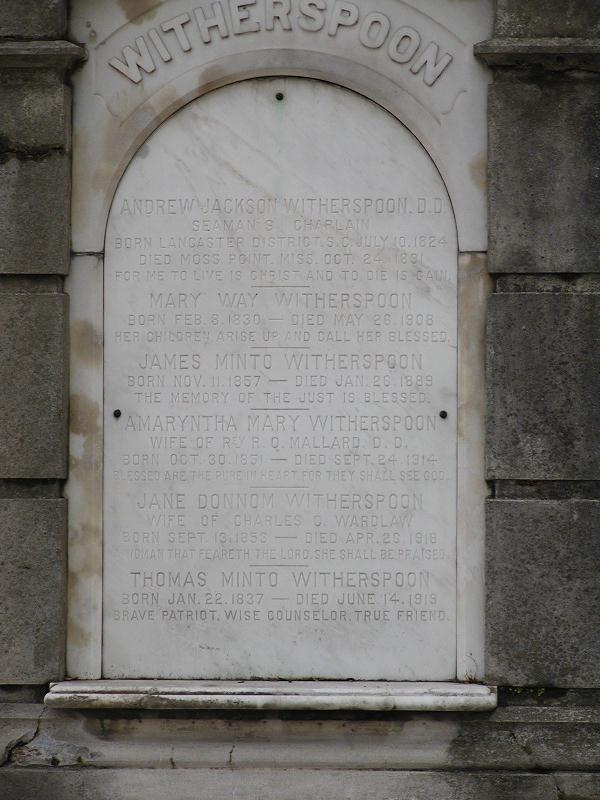 WITHERSPOON
ANDREW JACKSON WITHERSPOON. D.D.
SEAMAN'S CHAPLAIN
BORN LANCASTER DISTRICT, S.C. JULY 10. 1824
DIED MOSS POINT. MISS. OCT. 24. 1891
FOR ME TO LIVE IS CHRIST AND TO DIE IS GAIN.
MARY WAY WITHERSPOON
BORN FEB. 8. 1830 — DIED MAY 26. 1908
HER CHILDREN ARISE UP AND CALL HER BLESSED.
JAMES MINTO WITHERSPOON
BORN NOV. 11. 1857 — DIED JAN. 26. 1889
THE MEMORY OF THE JUST IS BLESSED.
AMARYNTHA MARY WITHERSPOON
WIFE OF REV R. Q. MALLARD. D. D.
BORN OCT. 30. 1851 — DIED SEPT. 24. 1914
BLESSED ARE THE PURE IN HEART, FOR THEY SHALL SEE GOD.
JANE DONNOM WITHERSPOON
WIFE OF CHARLES C. WARDLAW
BORN SEPT. 13. 1856 — DIED APR. 26 1918
WOMAN THAT FEARETH THE LORD, SHE SHALL BE PRAISED.
THOMAS MINTO WITHERSPOON
BORN JAN. 22. 1837 — DIED JUNE 14. 1919
BRAVE PATRIOT, WISE COUNSELOR, TRUE FRIEND.